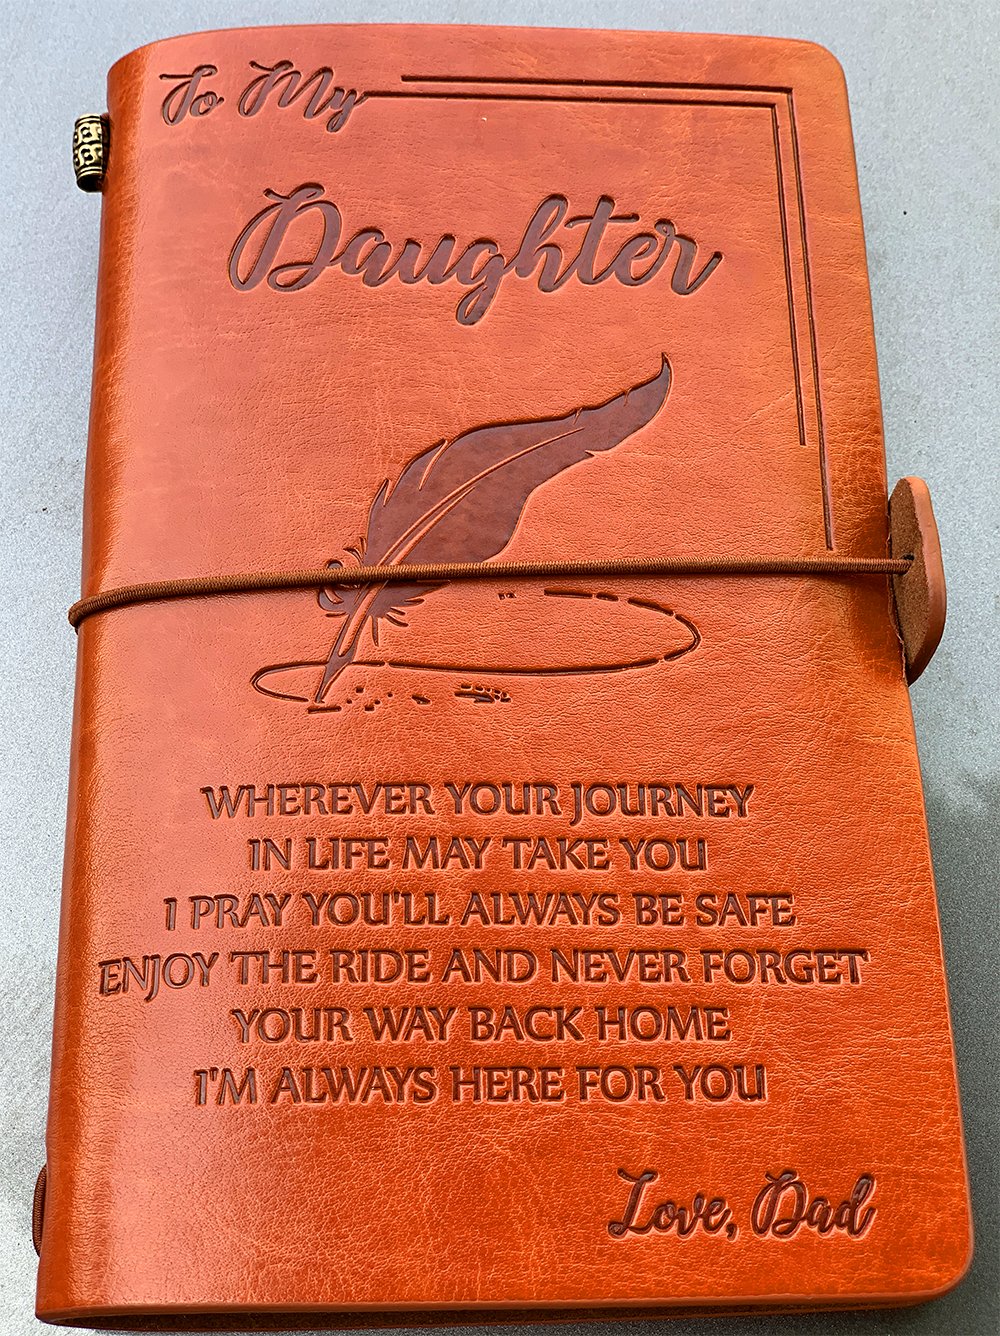 To My
Daughter
WHEREVER YOUR JOURNEY
IN LIFE MAY TAKE YOU
I PRAY YOU'LL ALWAYS BE SAFE
ENJOY THE RIDE AND NEVER FORGET
YOUR WAY BACK HOME
I'M ALWAYS HERE FOR YOU
Love, Dad